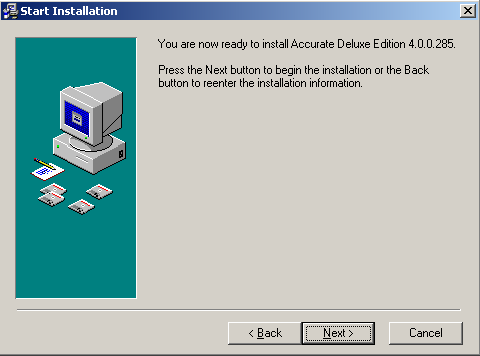 Start Installation
You are now ready to install Accurate Deluxe Edition 4.0.0.285.
Press the Next button to begin the installation or the Back
button to reenter the installation information.
< Back
Next >
Cancel